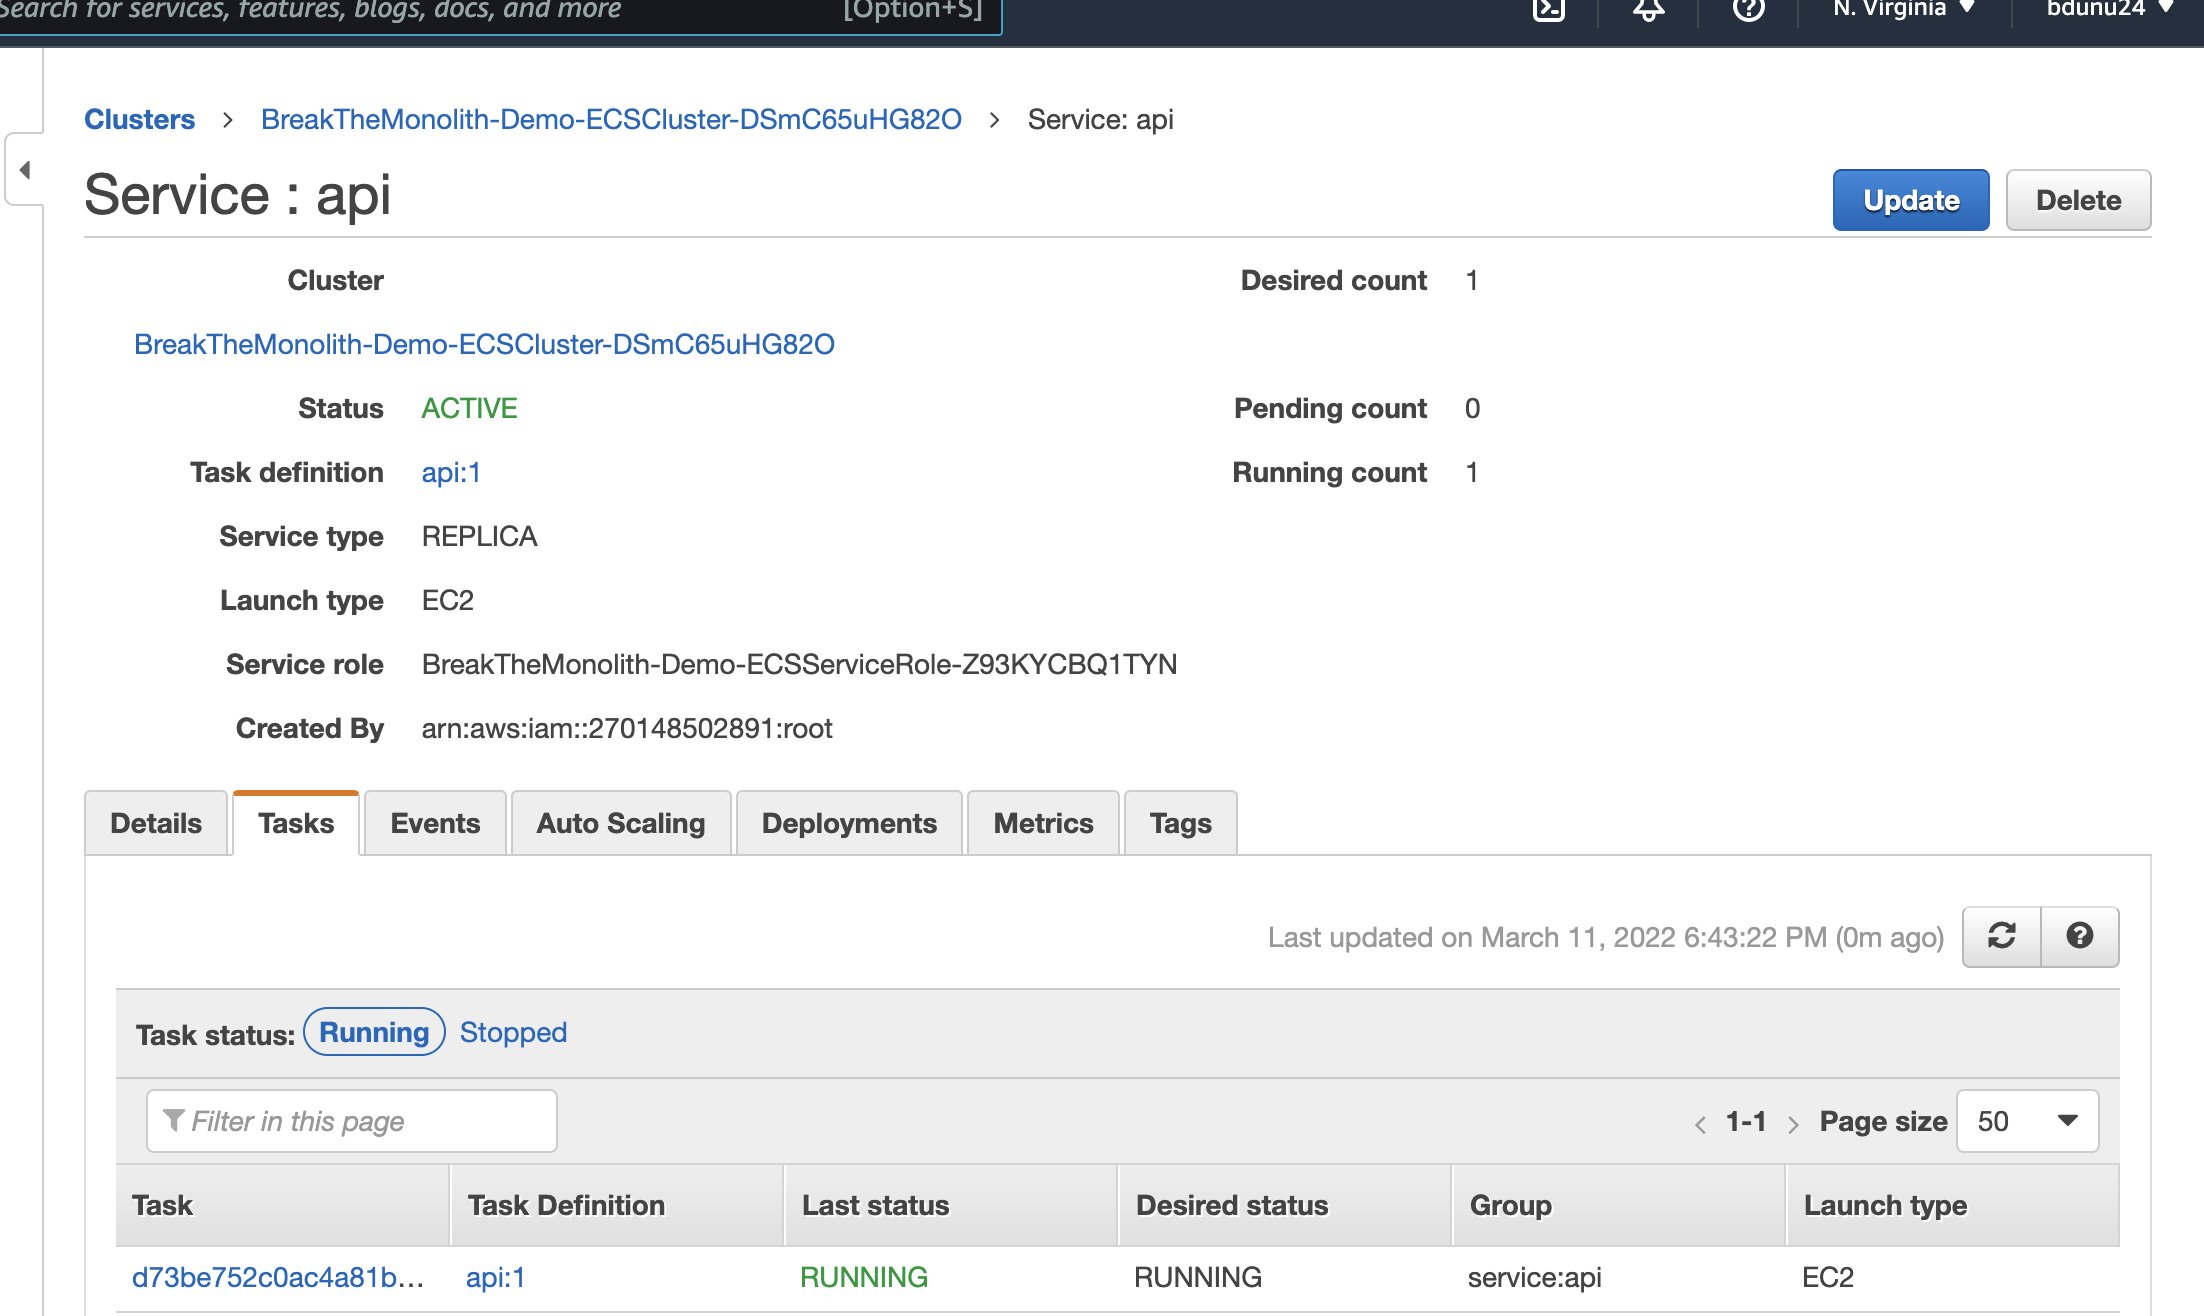 Search for services, features, blogs, docs, and more [Option+S] N. Virginia bdunu24
Clusters > BreakTheMonolith-Demo-ECSCluster-DSmC65uHG82O > Service: api
Service : api Update Delete
Cluster Desired count 1
BreakTheMonolith-Demo-ECSCluster-DSmC65uHG82O
Status ACTIVE Pending count 0
Task definition api:1 Running count 1
Service type REPLICA
Launch type EC2
Service role BreakTheMonolith-Demo-ECSServiceRole-Z93KYCBQ1TYN
Created By arn:aws:iam::270148502891:root
Details Tasks Events Auto Scaling Deployments Metrics Tags
Last updated on March 11, 2022 6:43:22 PM (0m ago)
Task status: Running Stopped
Filter in this page < 1-1 > Page size 50
Task Task Definition Last status Desired status Group Launch type
d73be752c0ac4a81b... api:1 RUNNING RUNNING service:api EC2